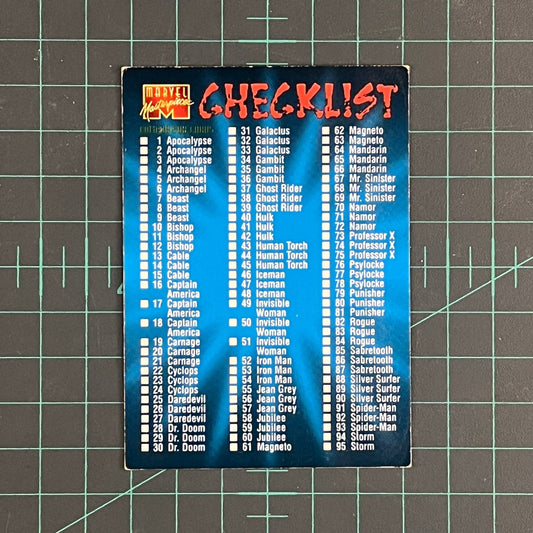 MARVEL
Masterpieces
CHECKLIST
COMMON/SUB CARDS
1 Apocalypse
2 Apocalypse
3 Apocalypse
4 Archangel
5 Archangel
6 Archangel
7 Beast
8 Beast
9 Beast
10 Bishop
11 Bishop
12 Bishop
13 Cable
14 Cable
15 Cable
16 Captain
America
17 Captain
America
18 Captain
America
19 Carnage
20 Carnage
21 Carnage
22 Cyclops
23 Cyclops
24 Cyclops
25 Daredevil
26 Daredevil
27 Daredevil
28 Dr. Doom
29 Dr. Doom
30 Dr. Doom
31 Galactus
32 Galactus
33 Galactus
34 Gambit
35 Gambit
36 Gambit
37 Ghost Rider
38 Ghost Rider
39 Ghost Rider
40 Hulk
41 Hulk
42 Hulk
43 Human Torch
44 Human Torch
45 Human Torch
46 Iceman
47 Iceman
48 Iceman
49 Invisible
Woman
50 Invisible
Woman
51 Invisible
Woman
52 Iron Man
53 Iron Man
54 Iron Man
55 Jean Grey
56 Jean Grey
57 Jean Grey
58 Jubilee
59 Jubilee
60 Jubilee
61 Magneto
62 Magneto
63 Magneto
64 Mandarin
65 Mandarin
66 Mandarin
67 Mr. Sinister
68 Mr. Sinister
69 Mr. Sinister
70 Namor
71 Namor
72 Namor
73 Professor X
74 Professor X
75 Professor X
76 Psylocke
77 Psylocke
78 Psylocke
79 Punisher
80 Punisher
81 Punisher
82 Rogue
83 Rogue
84 Rogue
85 Sabretooth
86 Sabretooth
87 Sabretooth
88 Silver Surfer
89 Silver Surfer
90 Silver Surfer
91 Spider-Man
92 Spider-Man
93 Spider-Man
94 Storm
95 Storm